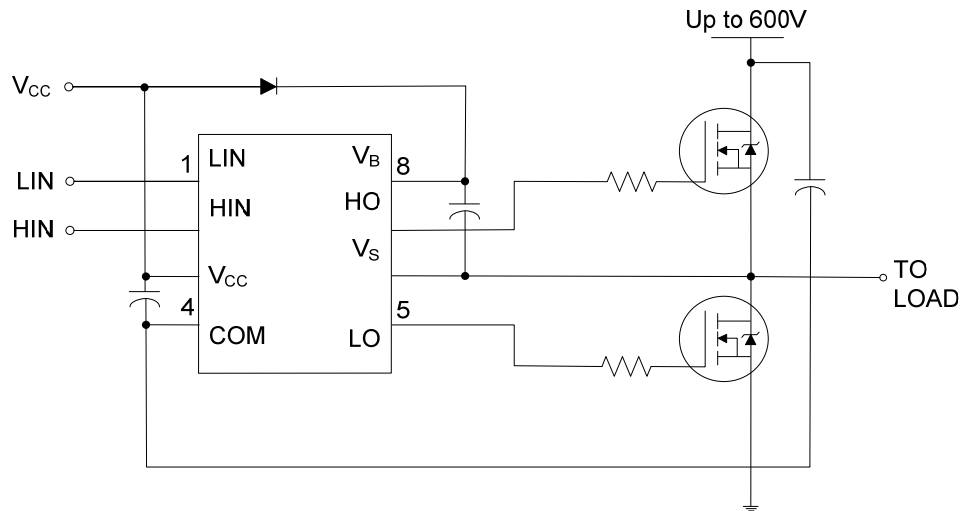 Up to 600V
VCC
1
LIN
VB
8
LIN
HO
HIN
HIN
VS
VCC
TO
LOAD
4
5
COM
LO